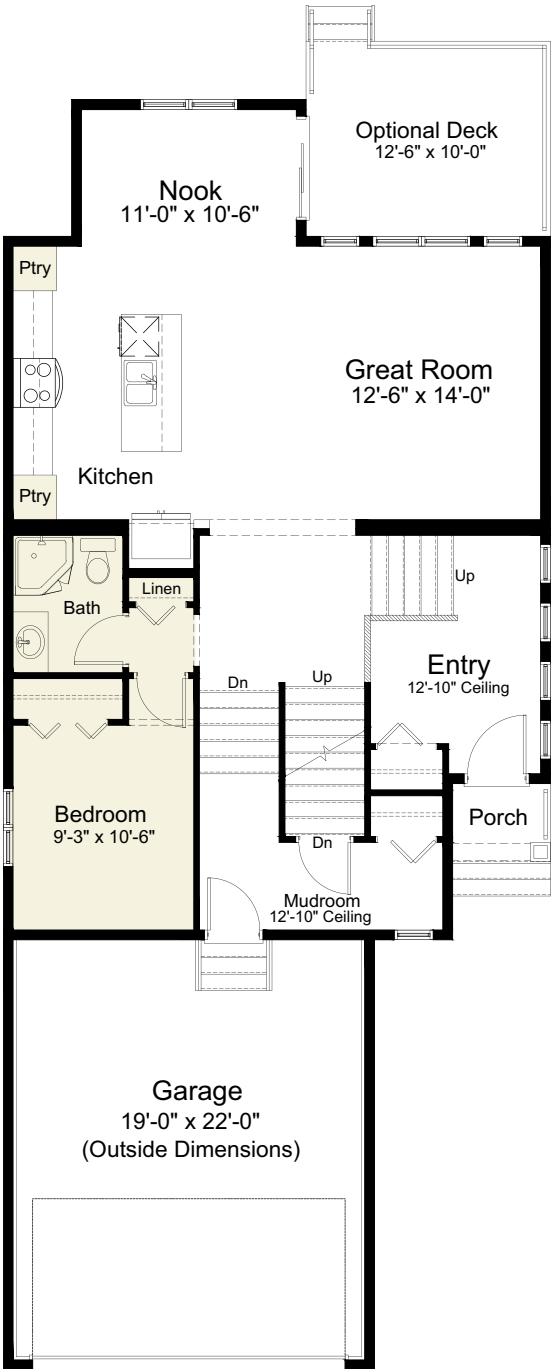 Optional Deck
12'-6" x 10'-0"
Nook
11'-0" x 10'-6"
Ptry
Great Room
12'-6" x 14'-0"
Kitchen
Ptry
Linen
Up
Bath
Entry
12'-10" Ceiling
Dn
Up
Bedroom
9'-3" x 10'-6"
Porch
Dn
Mudroom
12'-10" Ceiling
Garage
19'-0" x 22'-0"
(Outside Dimensions)